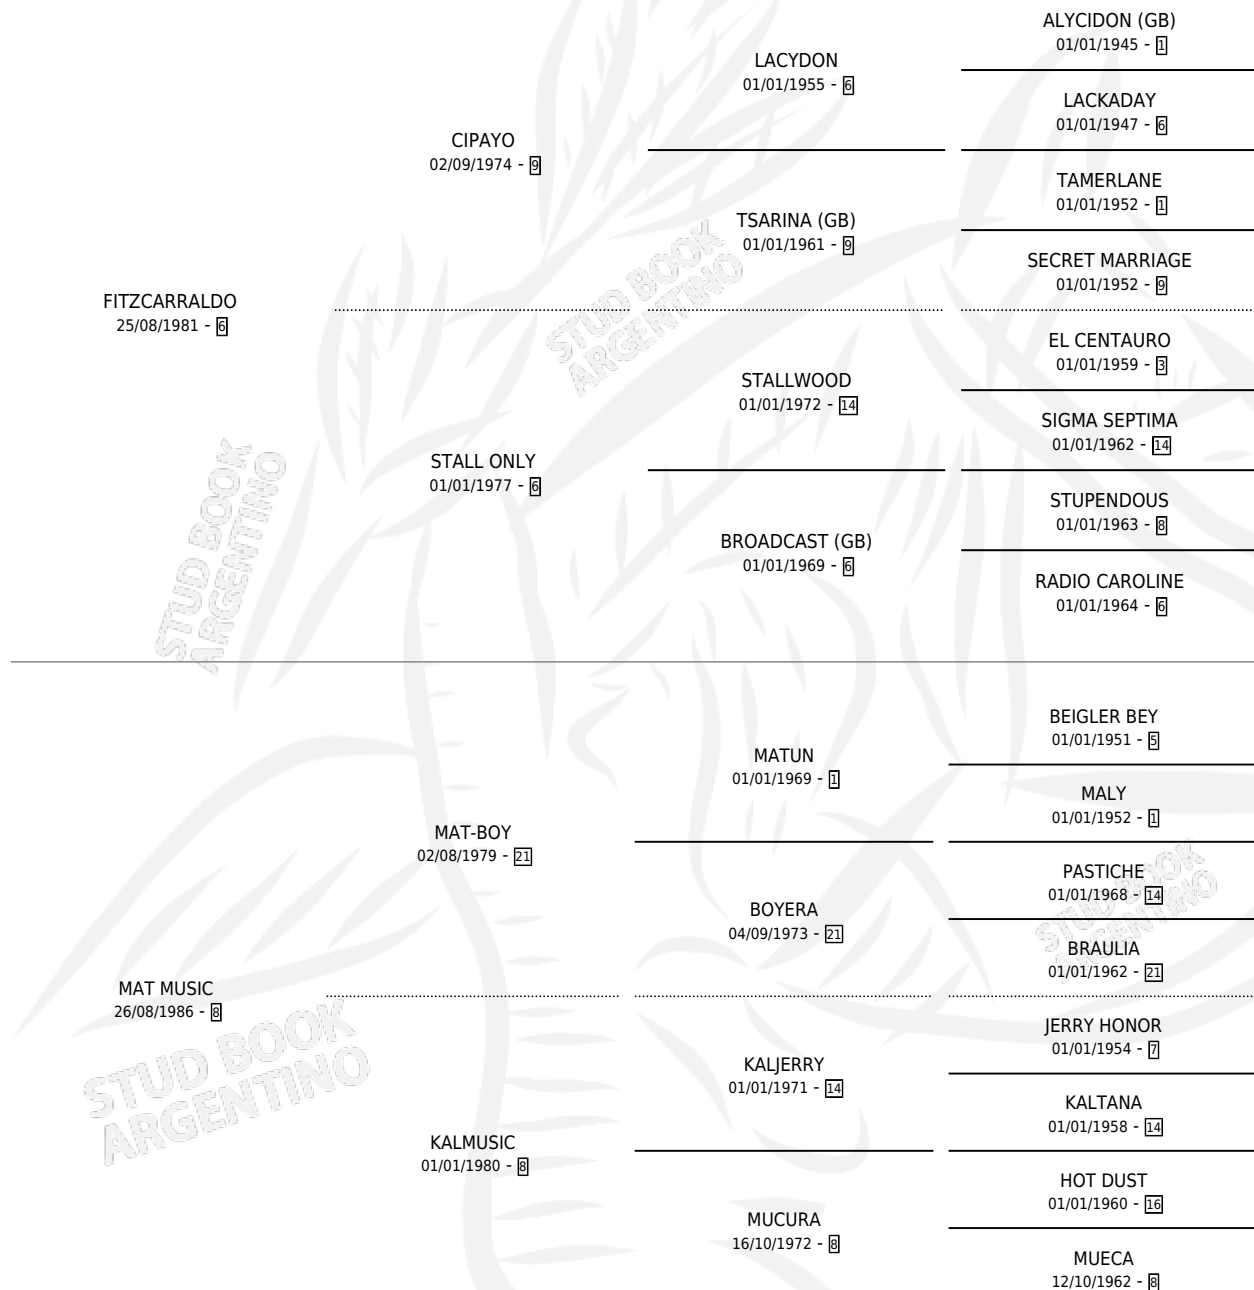 ALYCIDON (GB)
01/01/1945 - 1
LACYDON
01/01/1955 - 6
LACKADAY
01/01/1947 - 6
CIPAYO
02/09/1974 - 9
TAMERLANE
01/01/1952 - 1
TSARINA (GB)
01/01/1961 - 9
SECRET MARRIAGE
01/01/1952 - 9
FITZCARRALDO
25/08/1981 - 6
EL CENTAURO
01/01/1959 - 3
STALLWOOD
01/01/1972 - 14
SIGMA SEPTIMA
01/01/1962 - 14
STALL ONLY
01/01/1977 - 6
STUPENDOUS
01/01/1963 - 8
BROADCAST (GB)
01/01/1969 - 6
RADIO CAROLINE
01/01/1964 - 6
BEIGLER BEY
01/01/1951 - 5
MATUN
01/01/1969 - 1
MALY
01/01/1952 - 1
MAT-BOY
02/08/1979 - 21
PASTICHE
01/01/1968 - 14
BOYERA
04/09/1973 - 21
BRAULIA
01/01/1962 - 21
MAT MUSIC
26/08/1986 - 8
JERRY HONOR
01/01/1954 - 7
KALJERRY
01/01/1971 - 14
KALTANA
01/01/1958 - 14
KALMUSIC
01/01/1980 - 8
HOT DUST
01/01/1960 - 16
MUCURA
16/10/1972 - 8
MUECA
12/10/1962 - 8
STUD BOOK
ARGENTINO
STUD BOOK
ARGENTINO
STUD BOOK
ARGENTINO
STUD BOOK
ARGENTINO